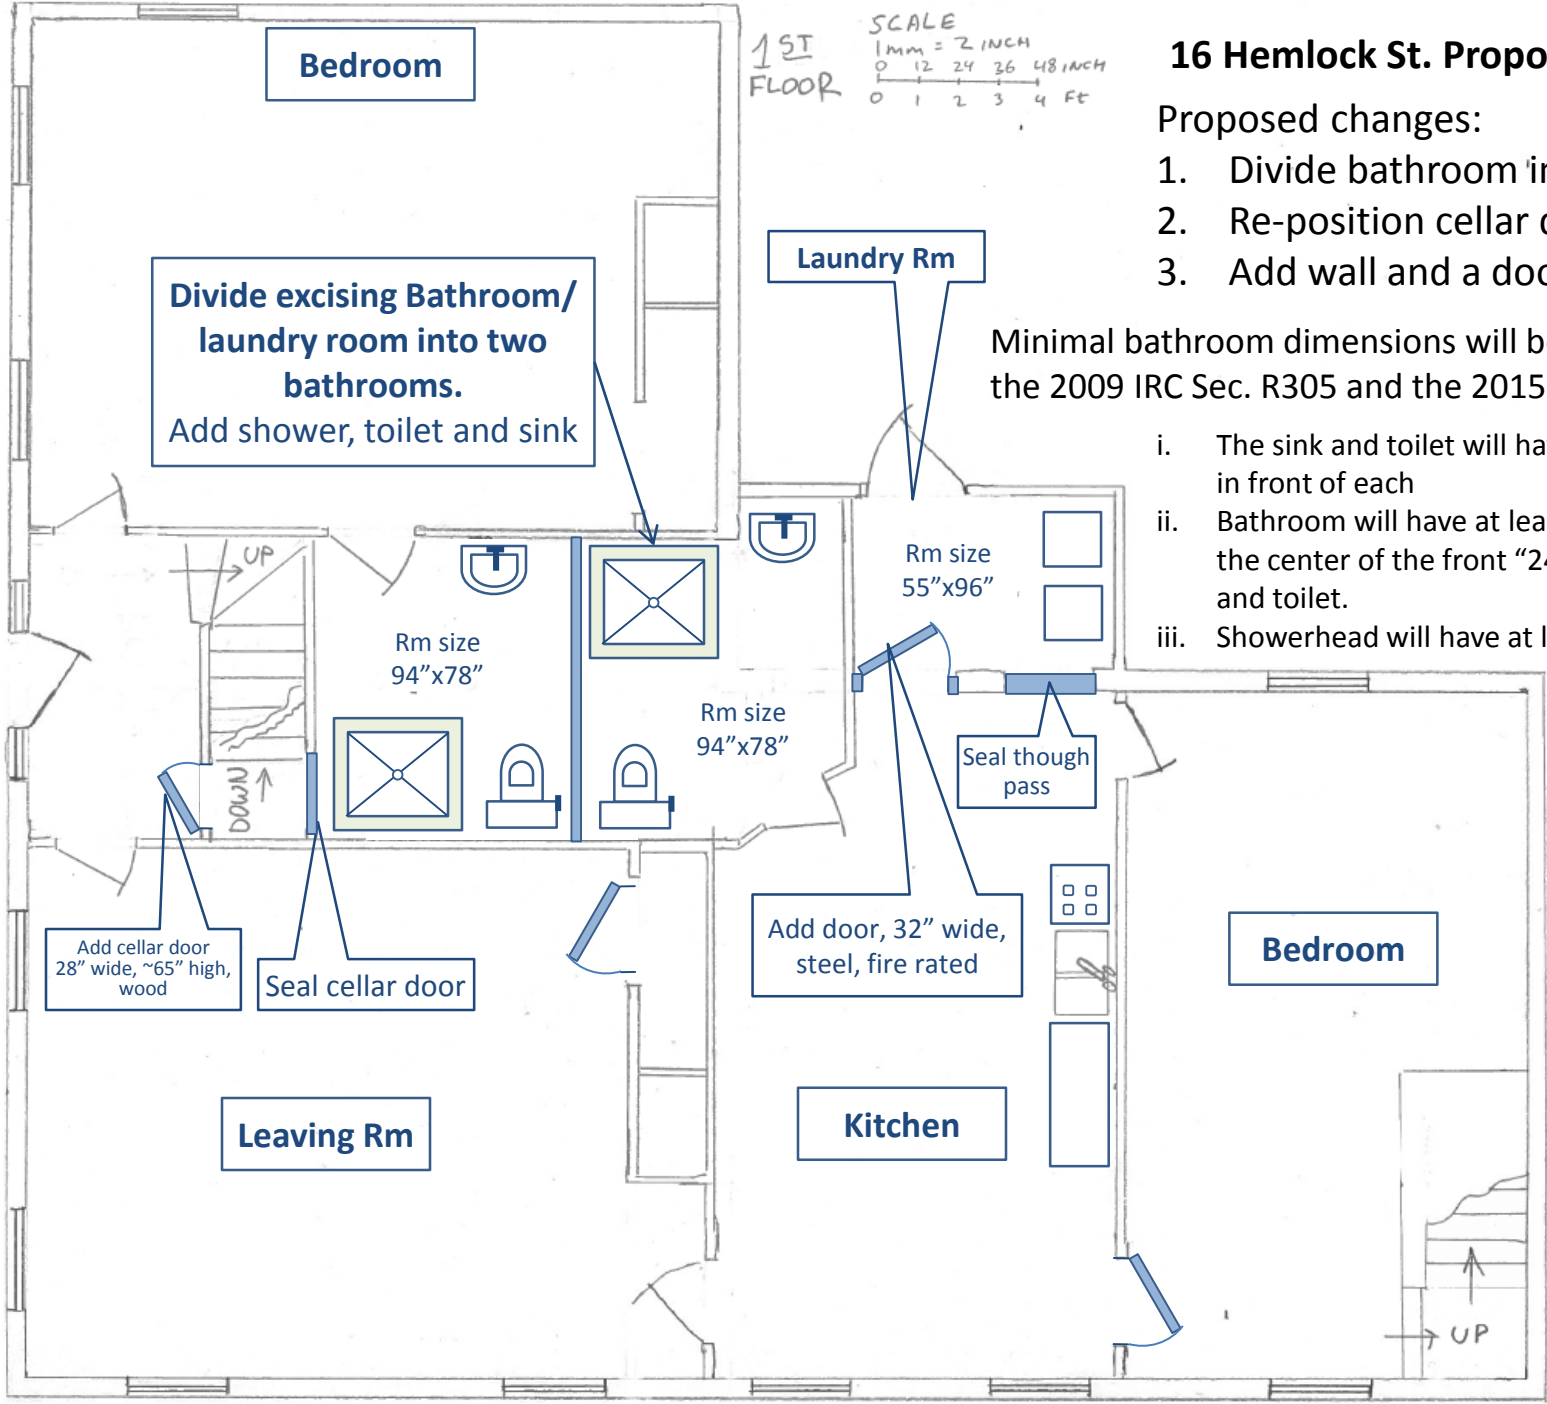 Bedroom
1ST
FLOOR
SCALE
1mm = 2 INCH
0 12 24 36 48 INCH
0 1 2 3 4 Ft
16 Hemlock St. Propo
Proposed changes:
1. Divide bathroom in
2. Re-position cellar
3. Add wall and a doo
Minimal bathroom dimensions will b
the 2009 IRC Sec. R305 and the 2015
i. The sink and toilet will ha
in front of each
ii. Bathroom will have at lea
the center of the front “24
and toilet.
iii. Showerhead will have at l
Laundry Rm
Divide excising Bathroom/
laundry room into two
bathrooms.
Add shower, toilet and sink
UP
Rm size
94”x78”
Rm size
94”x78”
Rm size
55”x96”
Seal though
pass
DOWN
Add cellar door
28” wide, ~65” high,
wood
Seal cellar door
Add door, 32” wide,
steel, fire rated
Bedroom
Leaving Rm
Kitchen
UP